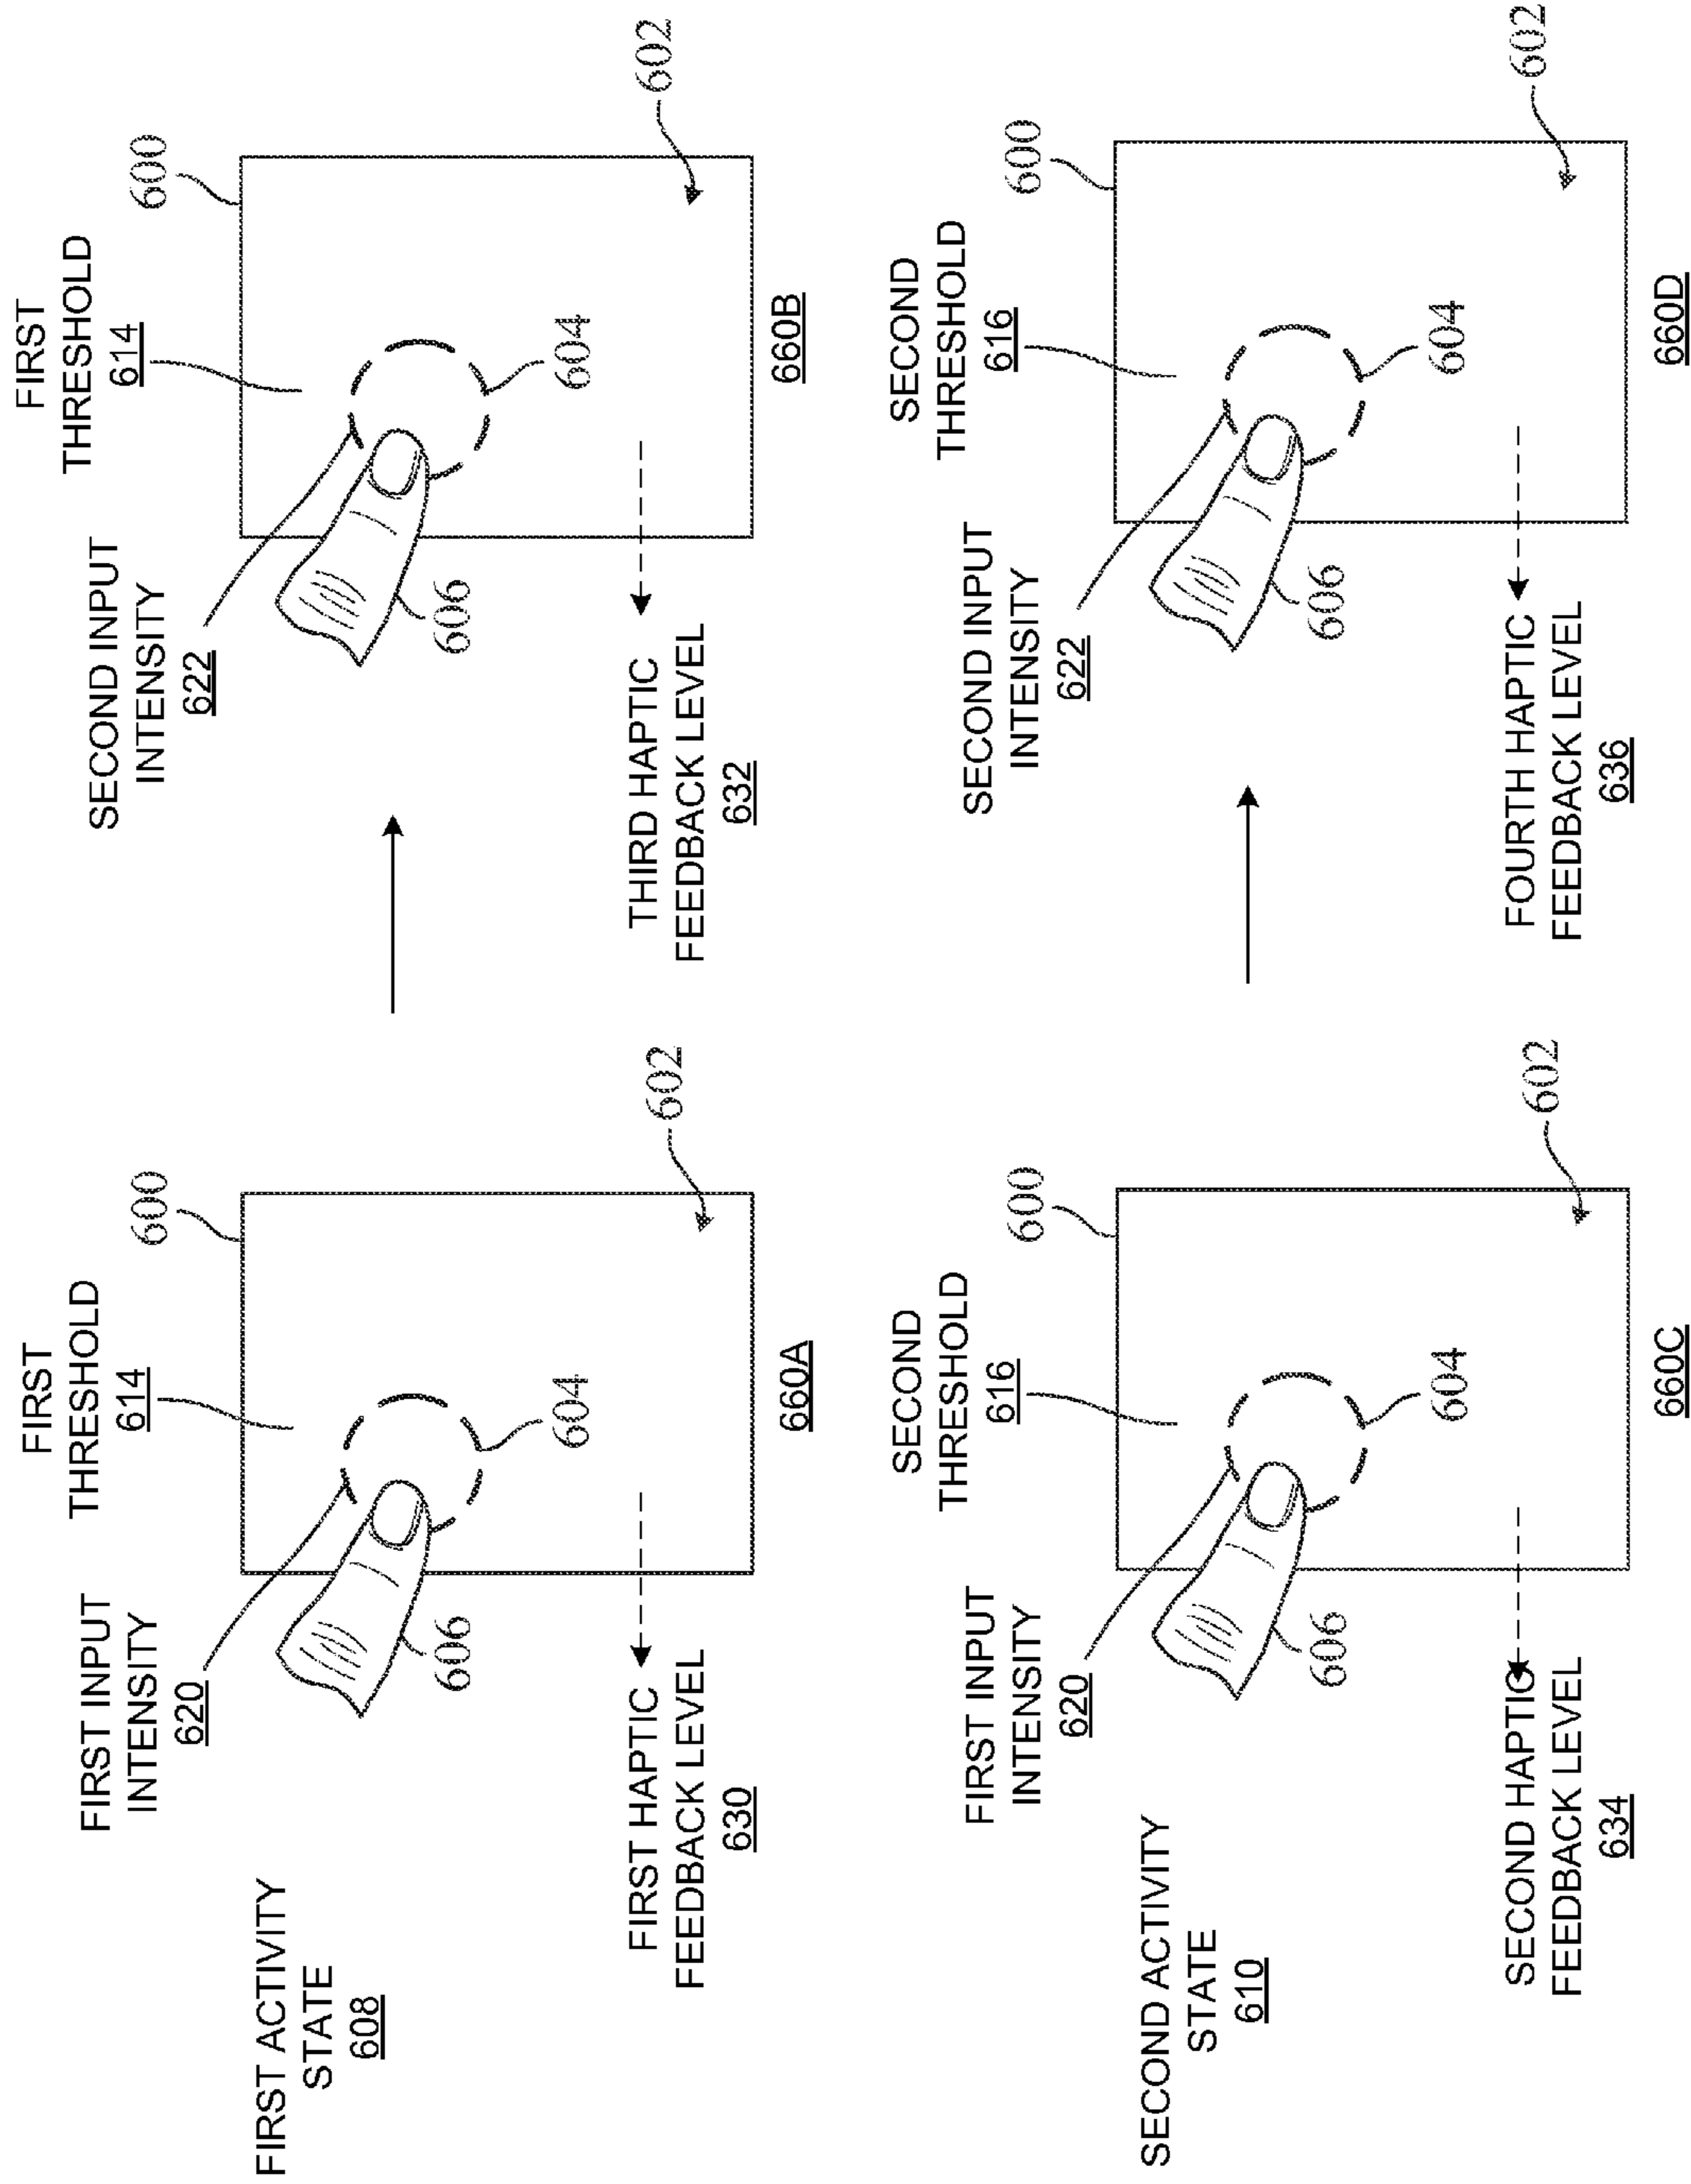 FIRST ACTIVITY
STATE
608
FIRST INPUT
INTENSITY
620
FIRST
THRESHOLD
614
600
602
604
606
FIRST HAPTIC
FEEDBACK LEVEL
630
660A
SECOND INPUT
INTENSITY
622
FIRST
THRESHOLD
614
600
602
604
606
THIRD HAPTIC
FEEDBACK LEVEL
632
660B
SECOND ACTIVITY
STATE
610
FIRST INPUT
INTENSITY
620
SECOND
THRESHOLD
616
600
602
604
606
SECOND HAPTIC
FEEDBACK LEVEL
634
660C
SECOND INPUT
INTENSITY
622
SECOND
THRESHOLD
616
600
602
604
606
FOURTH HAPTIC
FEEDBACK LEVEL
636
660D